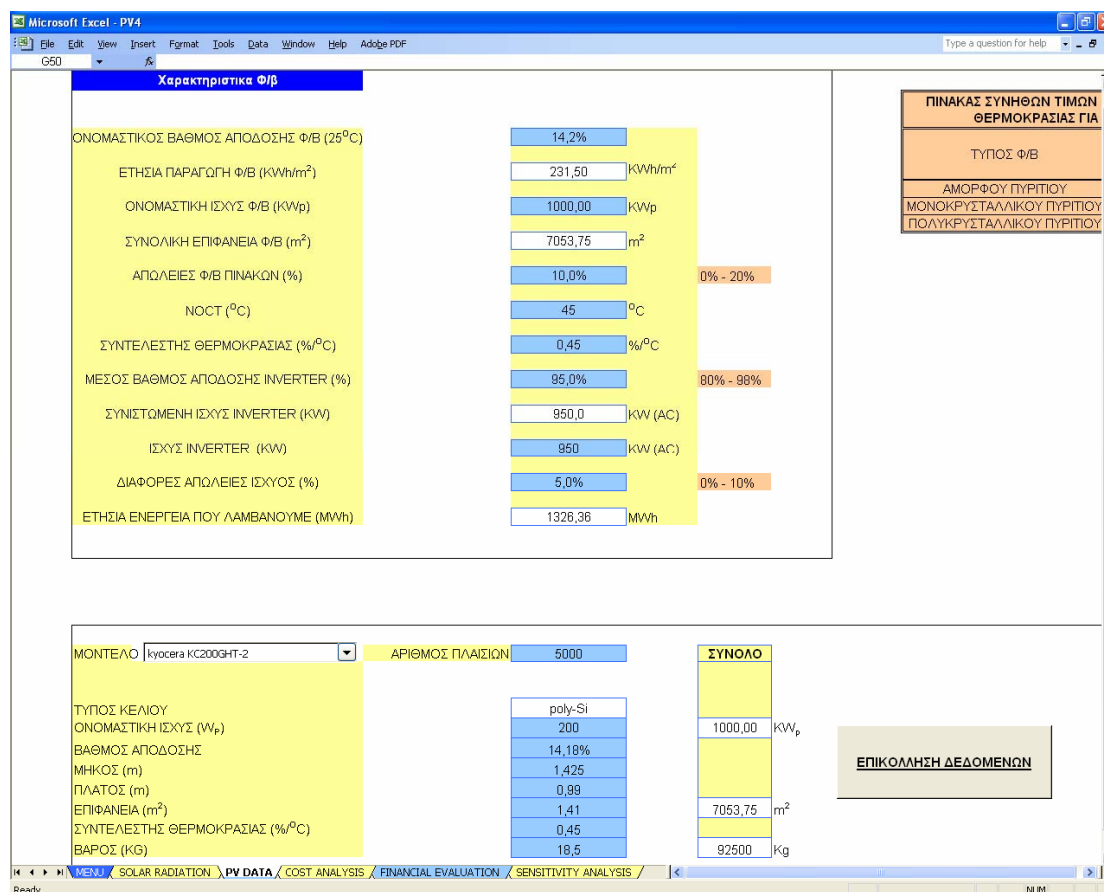 Microsoft Excel - PV4
File Edit View Insert Format Tools Data Window Help Adobe PDF Type a question for help
G50 fx
Χαρακτηριστικα Φ/β
ΠΙΝΑΚΑΣ ΣΥΝΗΘΩΝ ΤΙΜΩΝ
ΘΕΡΜΟΚΡΑΣΙΑΣ ΓΙΑ
ΤΥΠΟΣ Φ/Β
ΑΜΟΡΦΟΥ ΠΥΡΙΤΙΟΥ
ΜΟΝΟΚΡΥΣΤΑΛΛΙΚΟΥ ΠΥΡΙΤΙΟΥ
ΠΟΛΥΚΡΥΣΤΑΛΛΙΚΟΥ ΠΥΡΙΤΙΟΥ
ΟΝΟΜΑΣΤΙΚΟΣ ΒΑΘΜΟΣ ΑΠΟΔΟΣΗΣ Φ/Β (25⁰C) 14,2%
ΕΤΗΣΙΑ ΠΑΡΑΓΩΓΗ Φ/Β (KWh/m²) 231,50 KWh/m²
ΟΝΟΜΑΣΤΙΚΗ ΙΣΧΥΣ Φ/Β (KWp) 1000,00 KWp
ΣΥΝΟΛΙΚΗ ΕΠΙΦΑΝΕΙΑ Φ/Β (m²) 7053,75 m²
ΑΠΩΛΕΙΕΣ Φ/Β ΠΙΝΑΚΩΝ (%) 10,0% 0% - 20%
NOCT (⁰C) 45 ⁰C
ΣΥΝΤΕΛΕΣΤΗΣ ΘΕΡΜΟΚΡΑΣΙΑΣ (%/⁰C) 0,45 %/⁰C
ΜΕΣΟΣ ΒΑΘΜΟΣ ΑΠΟΔΟΣΗΣ INVERTER (%) 95,0% 80% - 98%
ΣΥΝΙΣΤΩΜΕΝΗ ΙΣΧΥΣ INVERTER (KW) 950,0 KW (AC)
ΙΣΧΥΣ INVERTER (KW) 950 KW (AC)
ΔΙΑΦΟΡΕΣ ΑΠΩΛΕΙΕΣ ΙΣΧΥΟΣ (%) 5,0% 0% - 10%
ΕΤΗΣΙΑ ΕΝΕΡΓΕΙΑ ΠΟΥ ΛΑΜΒΑΝΟΥΜΕ (MWh) 1326,36 MWh
ΜΟΝΤΕΛΟ kyocera KC200GHT-2 ΑΡΙΘΜΟΣ ΠΛΑΙΣΙΩΝ 5000 ΣΥΝΟΛΟ
ΤΥΠΟΣ ΚΕΛΙΟΥ poly-Si
ΟΝΟΜΑΣΤΙΚΗ ΙΣΧΥΣ (Wₚ) 200 1000,00 KWₚ
ΒΑΘΜΟΣ ΑΠΟΔΟΣΗΣ 14,18%
ΜΗΚΟΣ (m) 1,425
ΠΛΑΤΟΣ (m) 0,99
ΕΠΙΦΑΝΕΙΑ (m²) 1,41 7053,75 m²
ΣΥΝΤΕΛΕΣΤΗΣ ΘΕΡΜΟΚΡΑΣΙΑΣ (%/⁰C) 0,45
ΒΑΡΟΣ (KG) 18,5 92500 Kg
ΕΠΙΚΟΛΛΗΣΗ ΔΕΔΟΜΕΝΩΝ
MENU SOLAR RADIATION PV DATA COST ANALYSIS FINANCIAL EVALUATION SENSITIVITY ANALYSIS
Ready NUM